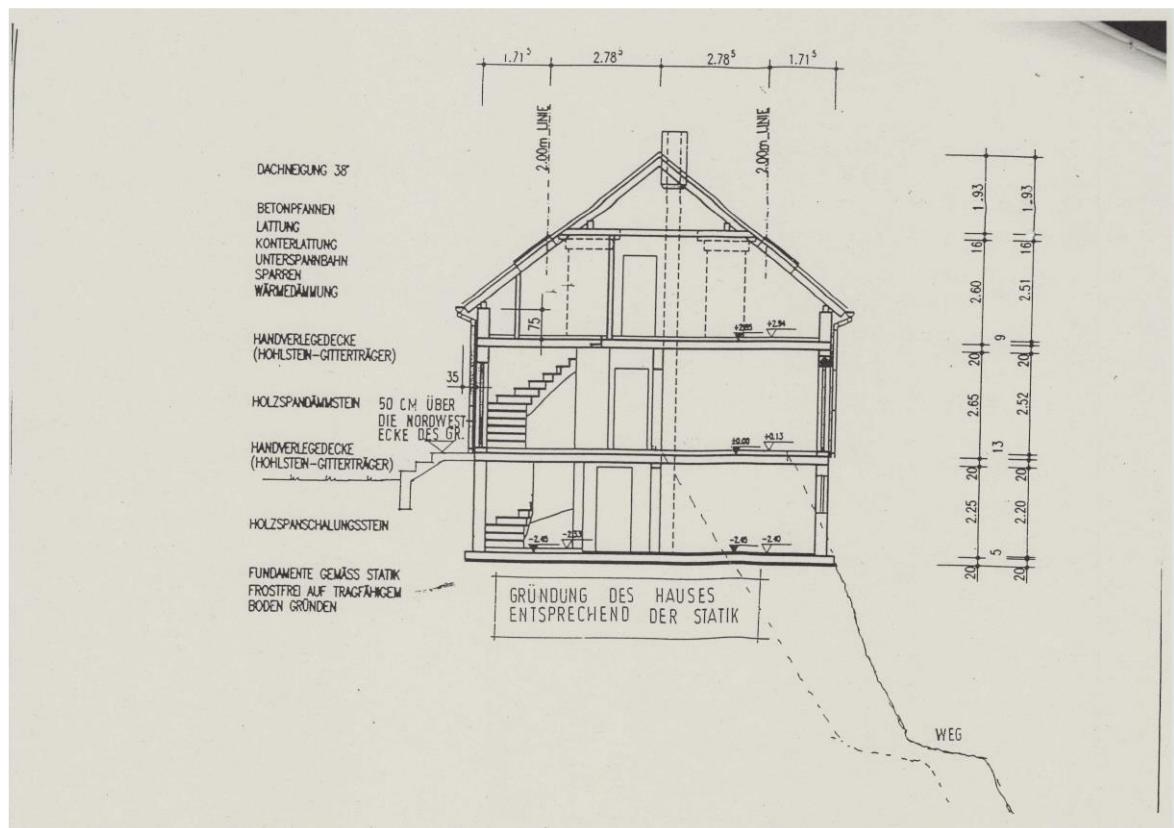 1.71⁵ 2.78⁵ 2.78⁵ 1.71⁵
2.00m LINIE
2.00m LINIE
DACHNEIGUNG 38°
BETONPFANNEN
LATTUNG
KONTERLATTUNG
UNTERSPANNBAHN
SPARREN
WÄRMEDÄMMUNG
75
HANDVERLEGEDECKE
(HOHLSTEIN-GITTERTRÄGER)
+2.94
35
HOLZSPANDÄMMSTEIN
50 CM ÜBER
DIE NORDWEST
ECKE DES GR.
±0.00 +0.13
HANDVERLEGEDECKE
(HOHLSTEIN-GITTERTRÄGER)
HOLZSPANSCHALUNGSSTEIN
-2.45 -2.33
-2.45 -2.40
FUNDAMENTE GEMÄSS STATIK
FROSTFREI AUF TRAGFÄHIGEM
BODEN GRÜNDEN
GRÜNDUNG DES HAUSES
ENTSPRECHEND DER STATIK
WEG
1.93
16
2.60
20
2.65
20
2.25
20
1.93
16
2.51
9
20
2.52
13
20
2.20
5
20